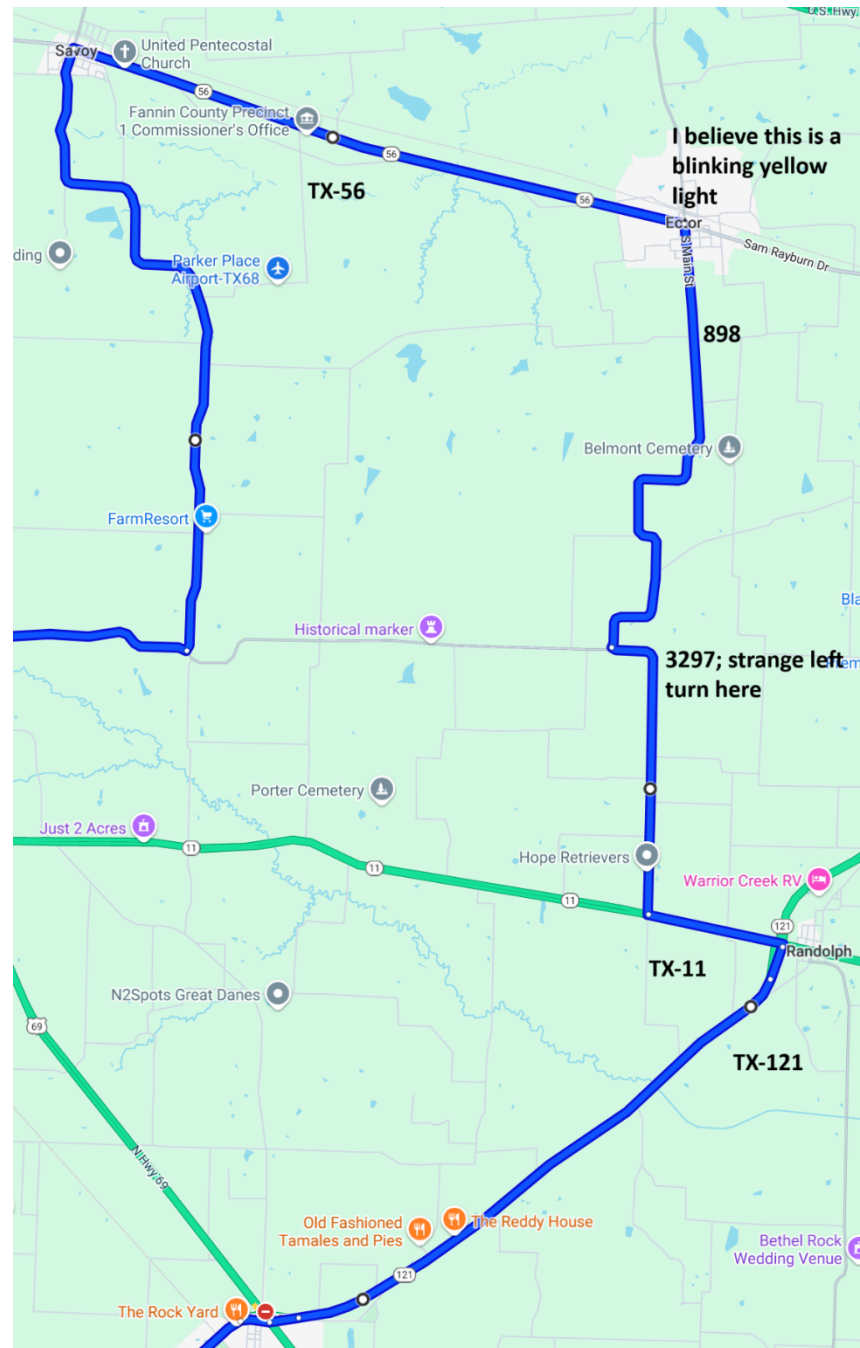 U.S. Hwy.
Savoy
United Pentecostal
Church
56
Fannin County Precinct
1 Commissioner's Office
56
TX-56
I believe this is a
blinking yellow
light
56
Ector
S Main St
Sam Rayburn Dr
ding
Parker Place
Airport-TX68
898
Belmont Cemetery
FarmResort
Bla
Historical marker
3297; strange left
turn here
rem
Porter Cemetery
Just 2 Acres
11
11
Hope Retrievers
Warrior Creek RV
11
121
Randolph
TX-11
N2Spots Great Danes
69
TX-121
N Hwy 69
Old Fashioned
Tamales and Pies
The Reddy House
Bethel Rock
Wedding Venue
121
The Rock Yard